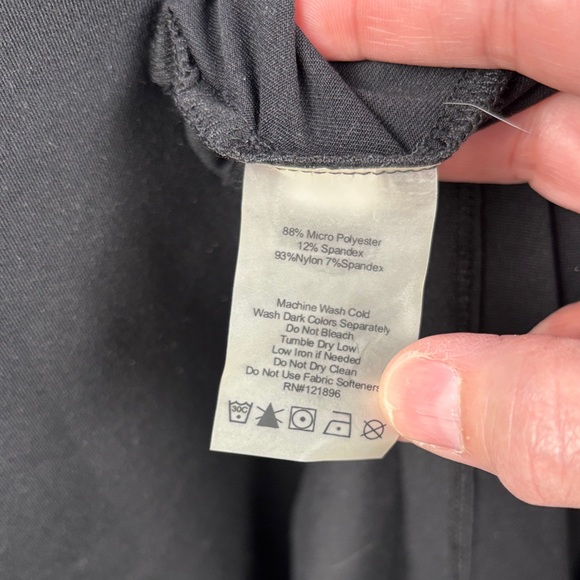 88% Micro Polyester
12% Spandex
93%Nylon 7%Spandex
Machine Wash Cold
Wash Dark Colors Separately
Do Not Bleach
Tumble Dry Low
Low Iron if Needed
Do Not Dry Clean
Do Not Use Fabric Softeners
RN#121896
30C